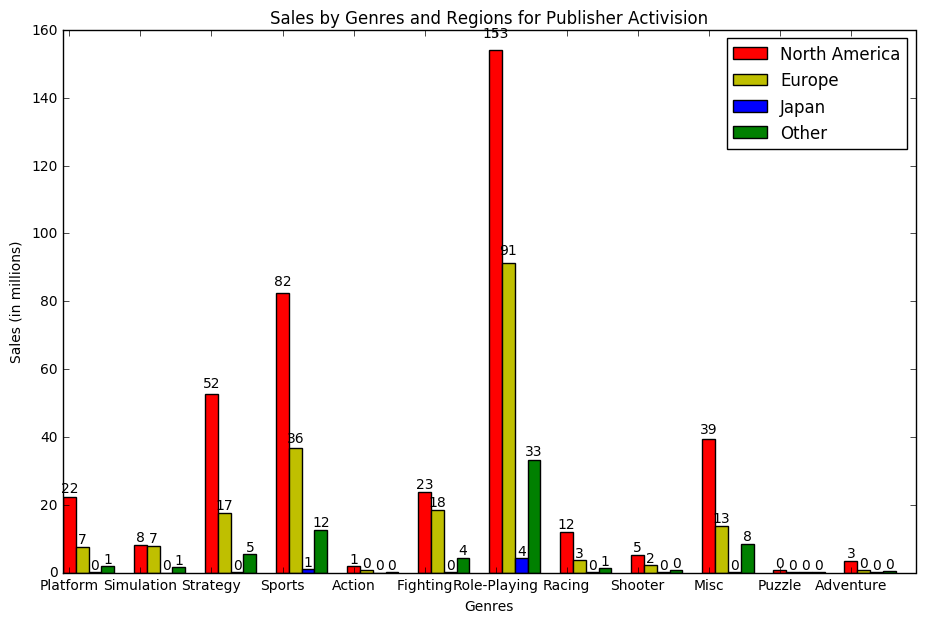 Sales by Genres and Regions for Publisher Activision
160
140
120
100
80
60
40
20
0
Sales (in millions)
North America
Europe
Japan
Other
22 7 0 1
8 7 0 1
52 17 0 5
82 36 1 12
1 0 0 0
23 18 0 4
153 91 4 33
12 3 0 1
5 2 0 0
39 13 0 8
0 0 0 0
3 0 0 0
Platform Simulation Strategy Sports Action Fighting Role-Playing Racing Shooter Misc Puzzle Adventure
Genres